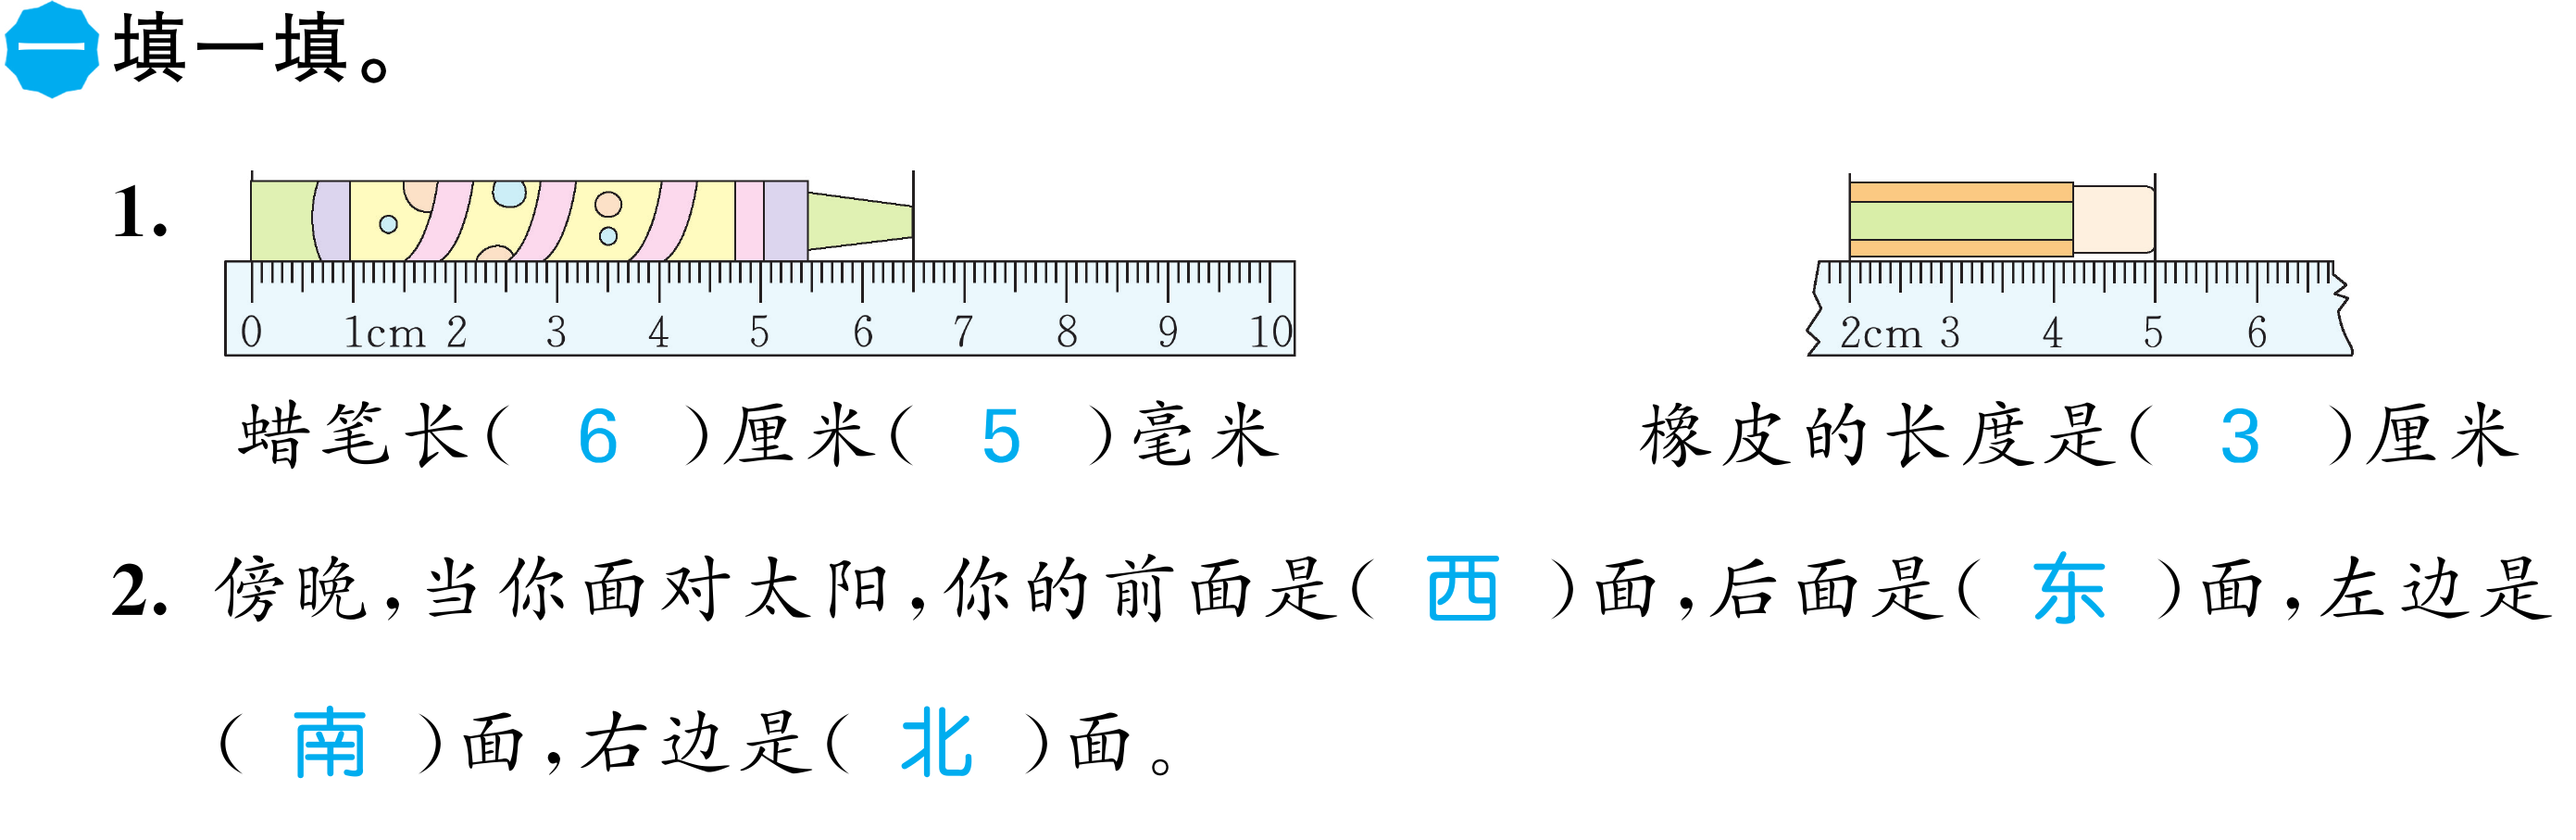 一 填一填。
1.
0 1cm 2 3 4 5 6 7 8 9 10
2cm 3 4 5 6
蜡笔长( 6 )厘米( 5 )毫米
橡皮的长度是( 3 )厘米
2. 傍晚,当你面对太阳,你的前面是( 西 )面,后面是( 东 )面,左边是
( 南 )面,右边是( 北 )面。